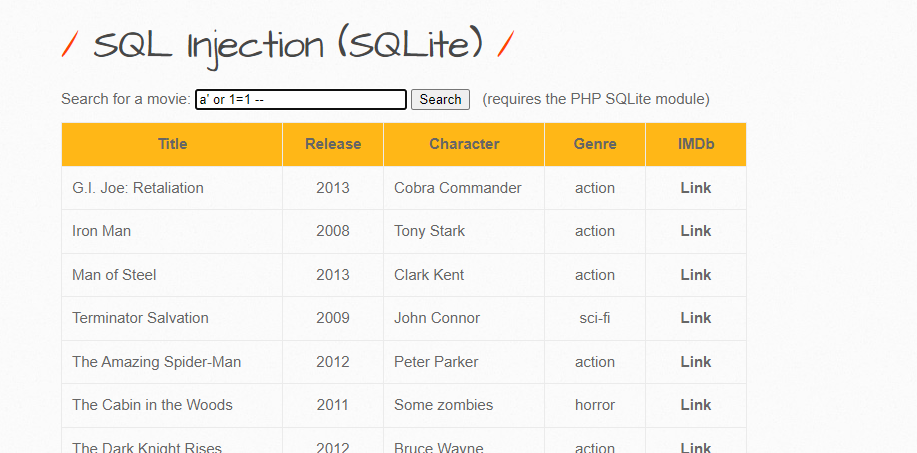 / SQL Injection (SQLite) /
Search for a movie: a' or 1=1 -- Search (requires the PHP SQLite module)
Title Release Character Genre IMDb
G.I. Joe: Retaliation 2013 Cobra Commander action Link
Iron Man 2008 Tony Stark action Link
Man of Steel 2013 Clark Kent action Link
Terminator Salvation 2009 John Connor sci-fi Link
The Amazing Spider-Man 2012 Peter Parker action Link
The Cabin in the Woods 2011 Some zombies horror Link
The Dark Knight Rises 2012 Bruce Wayne action Link